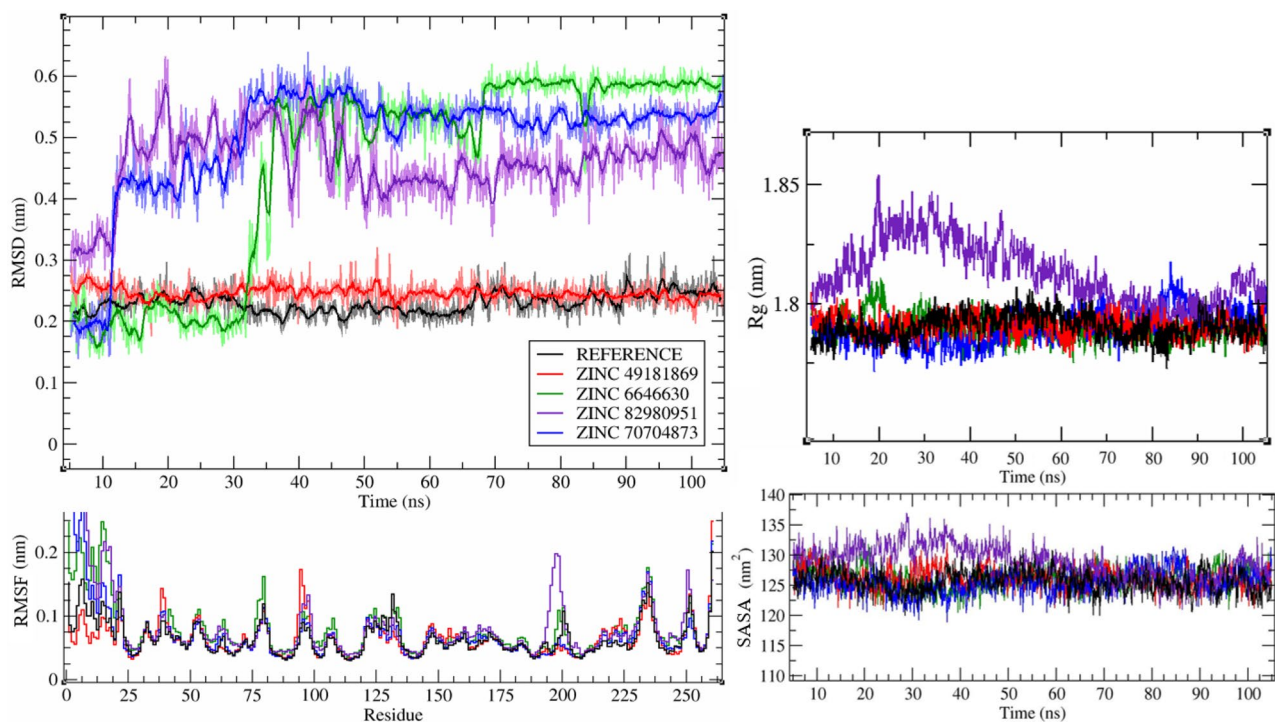 0.6
0.5
0.4
0.3
0.2
0.1
0
RMSD (nm)
REFERENCE
ZINC 49181869
ZINC 6646630
ZINC 82980951
ZINC 70704873
10 20 30 40 50 60 70 80 90 100
Time (ns)
1.85
1.8
Rg (nm)
10 20 30 40 50 60 70 80 90 100
Time (ns)
0.2
0.1
0
RMSF (nm)
0 25 50 75 100 125 150 175 200 225 250
Residue
140
135
130
125
120
115
110
SASA (nm²)
10 20 30 40 50 60 70 80 90 100
Time (ns)